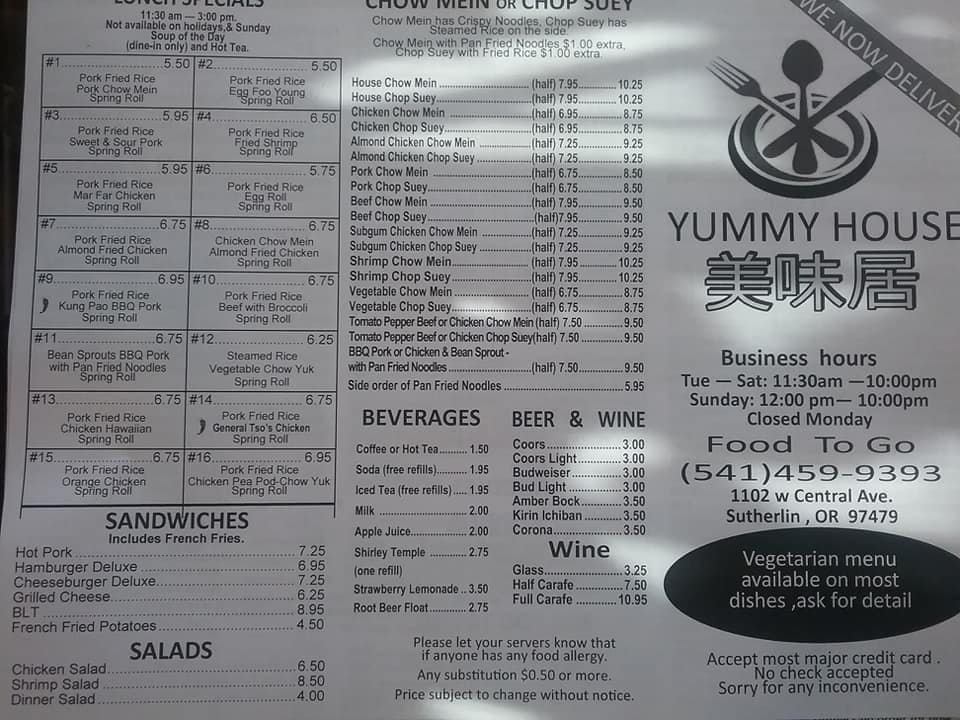 LUNCH SPECIALS
11:30 am — 3:00 pm.
Not available on holidays,& Sunday
Soup of the Day
(dine-in only) and Hot Tea.
#1 5.50
Pork Fried Rice
Pork Chow Mein
Spring Roll
#2 5.50
Pork Fried Rice
Egg Foo Young
Spring Roll
#3 5.95
Pork Fried Rice
Sweet & Sour Pork
Spring Roll
#4 6.50
Pork Fried Rice
Fried Shrimp
Spring Roll
#5 5.95
Pork Fried Rice
Mar Far Chicken
Spring Roll
#6 5.75
Pork Fried Rice
Egg Roll
Spring Roll
#7 6.75
Pork Fried Rice
Almond Fried Chicken
Spring Roll
#8 6.75
Chicken Chow Mein
Almond Fried Chicken
Spring Roll
#9 6.95
Pork Fried Rice
Kung Pao BBQ Pork
Spring Roll
#10 6.75
Pork Fried Rice
Beef with Broccoli
Spring Roll
#11 6.75
Bean Sprouts BBQ Pork
with Pan Fried Noodles
Spring Roll
#12 6.25
Steamed Rice
Vegetable Chow Yuk
Spring Roll
#13 6.75
Pork Fried Rice
Chicken Hawaiian
Spring Roll
#14 6.75
Pork Fried Rice
General Tso's Chicken
Spring Roll
#15 6.75
Pork Fried Rice
Orange Chicken
Spring Roll
#16 6.95
Pork Fried Rice
Chicken Pea Pod-Chow Yuk
Spring Roll
SANDWICHES
Includes French Fries.
Hot Pork 7.25
Hamburger Deluxe 6.95
Cheeseburger Deluxe 7.25
Grilled Cheese 6.25
BLT 8.95
French Fried Potatoes 4.50
SALADS
Chicken Salad 6.50
Shrimp Salad 8.50
Dinner Salad 4.00
CHOW MEIN OR CHOP SUEY
Chow Mein has Crispy Noodles, Chop Suey has
Steamed Rice on the side.
Chow Mein with Pan Fried Noodles $1.00 extra,
Chop Suey with Fried Rice $1.00 extra.
House Chow Mein (half) 7.95 10.25
House Chop Suey (half) 7.95 10.25
Chicken Chow Mein (half) 6.95 8.75
Chicken Chop Suey (half) 6.95 8.75
Almond Chicken Chow Mein (half) 7.25 9.25
Almond Chicken Chop Suey (half) 7.25 9.25
Pork Chow Mein (half) 6.75 8.50
Pork Chop Suey (half) 6.75 8.50
Beef Chow Mein (half) 7.95 9.50
Beef Chop Suey (half) 7.95 9.50
Subgum Chicken Chow Mein (half) 7.25 9.25
Subgum Chicken Chop Suey (half) 7.25 9.25
Shrimp Chow Mein (half) 7.95 10.25
Shrimp Chop Suey (half) 7.95 10.25
Vegetable Chow Mein (half) 6.75 8.75
Vegetable Chop Suey (half) 6.75 8.75
Tomato Pepper Beef or Chicken Chow Mein (half) 7.50 9.50
Tomato Pepper Beef or Chicken Chop Suey (half) 7.50 9.50
BBQ Pork or Chicken & Bean Sprout -
with Pan Fried Noodles (half) 7.50 9.50
Side order of Pan Fried Noodles 5.95
BEVERAGES
Coffee or Hot Tea 1.50
Soda (free refills) 1.95
Iced Tea (free refills) 1.95
Milk 2.00
Apple Juice 2.00
Shirley Temple 2.75
(one refill)
Strawberry Lemonade 3.50
Root Beer Float 2.75
BEER & WINE
Coors 3.00
Coors Light 3.00
Budweiser 3.00
Bud Light 3.00
Amber Bock 3.50
Kirin Ichiban 3.50
Corona 3.50
Wine
Glass 3.25
Half Carafe 7.50
Full Carafe 10.95
Please let your servers know that
if anyone has any food allergy.
Any substitution $0.50 or more.
Price subject to change without notice.
WE NOW DELIVER
YUMMY HOUSE
美味居
Business hours
Tue — Sat: 11:30am —10:00pm
Sunday: 12:00 pm— 10:00pm
Closed Monday
Food To Go
(541)459-9393
1102 w Central Ave.
Sutherlin , OR 97479
Vegetarian menu
available on most
dishes ,ask for detail
Accept most major credit card .
No check accepted
Sorry for any inconvenience.